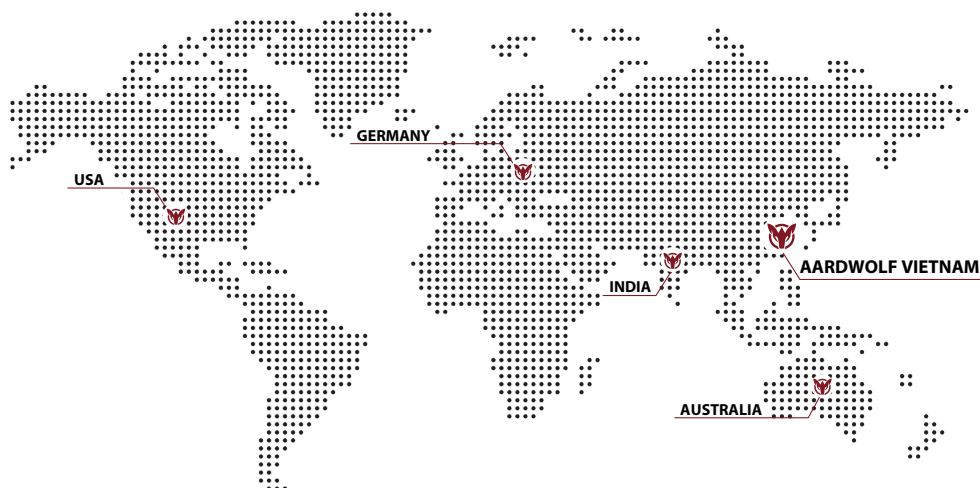 GERMANY
USA
AARDWOLF VIETNAM
INDIA
AUSTRALIA